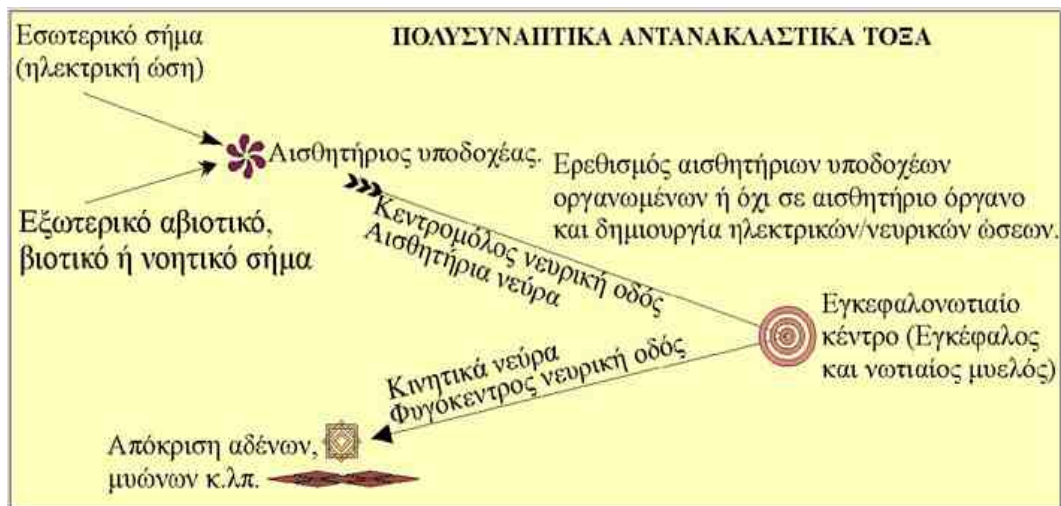 Εσωτερικό σήμα
(ηλεκτρική ώση)
ΠΟΛΥΣΥΝΑΠΤΙΚΑ ΑΝΤΑΝΑΚΛΑΣΤΙΚΑ ΤΟΞΑ
Αισθητήριος υποδοχέας.
Εξωτερικό αβιοτικό,
βιοτικό ή νοητικό σήμα
Ερεθισμός αισθητήριων υποδοχέων
οργανωμένων ή όχι σε αισθητήριο όργανο
και δημιουργία ηλεκτρικών/νευρικών ώσεων.
Κεντρομόλος νευρική οδός
Αισθητήρια νεύρα
Εγκεφαλονωτιαίο
κέντρο (Εγκέφαλος
και νωτιαίος μυελός)
Κινητικά νεύρα
Φυγόκεντρος νευρική οδός
Απόκριση αδένων,
μυώνων κ.λπ.